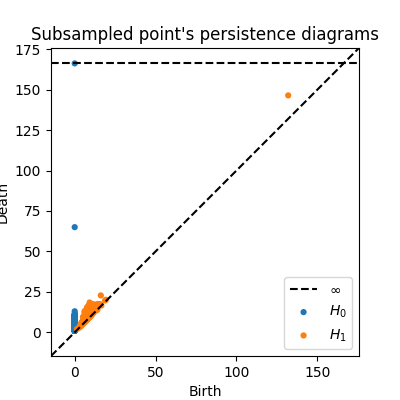 Subsampled point's persistence diagrams
175
150
125
100
75
50
25
0
Death
0 50 100 150
Birth
∞
H₀
H₁